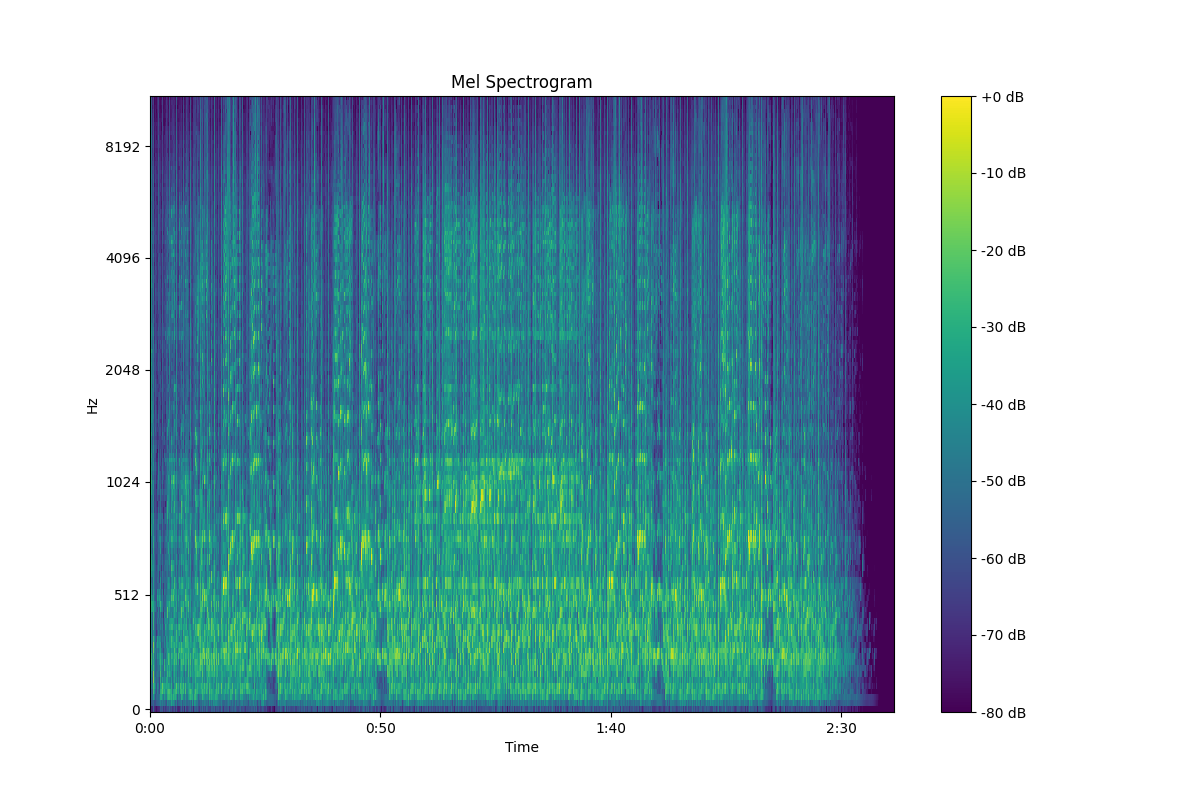 Mel Spectrogram
+0 dB
8192
-10 dB
-20 dB
4096
-30 dB
2048
-40 dB
Hz
1024
-50 dB
-60 dB
512
-70 dB
0
-80 dB
0:00
0:50
1:40
2:30
Time